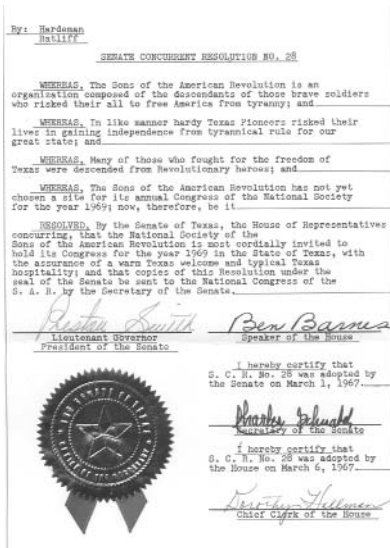 By: Hardeman
Ratliff
SENATE CONCURRENT RESOLUTION NO. 28
WHEREAS, The Sons of the American Revolution is an
organization composed of the descendants of those brave soldiers
who risked their all to free America from tyranny; and
WHEREAS, In like manner hardy Texas Pioneers risked their
lives in gaining independence from tyrannical rule for our
great state; and
WHEREAS, Many of those who fought for the freedom of
Texas were descended from Revolutionary heroes; and
WHEREAS, The Sons of the American Revolution has not yet
chosen a site for its annual Congress of the National Society
for the year 1969; now, therefore, be it
RESOLVED, By the Senate of Texas, the House of Representatives
concurring, that the National Society of the
Sons of the American Revolution is most cordially invited to
hold its Congress for the year 1969 in the State of Texas, with
the assurance of a warm Texas welcome and typical Texas
hospitality; and that copies of this Resolution under the
seal of the Senate be sent to the National Congress of the
S. A. R. by the Secretary of the Senate.
Preston Smith
Lieutenant Governor
President of the Senate
Ben Barnes
Speaker of the House
I hereby certify that
S. C. R. No. 28 was adopted by
the Senate on March 1, 1967.
Charles Schnabel
Secretary of the Senate
I hereby certify that
S. C. R. No. 28 was adopted by
the House on March 6, 1967.
Dorothy Hallman
Chief Clerk of the House